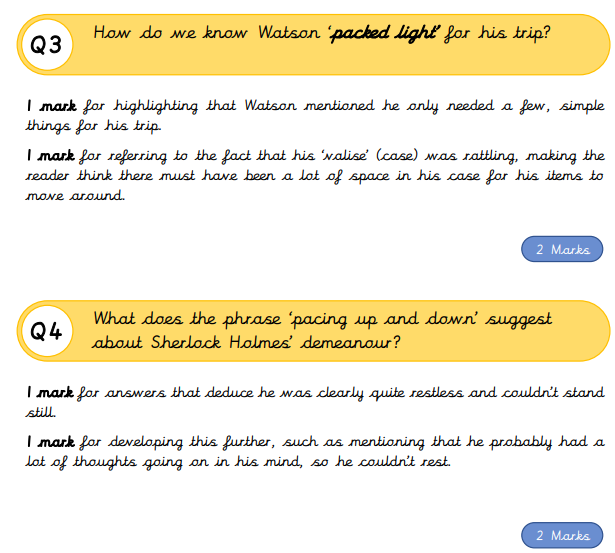 Q3
How do we know Watson 'packed light' for his trip?
1 mark for highlighting that Watson mentioned he only needed a few, simple
things for his trip.
1 mark for referring to the fact that his 'valise' (case) was rattling, making the
reader think there must have been a lot of space in his case for his items to
move around.
2 Marks
Q4
What does the phrase 'pacing up and down' suggest
about Sherlock Holmes' demeanour?
1 mark for answers that deduce he was clearly quite restless and couldn't stand
still.
1 mark for developing this further, such as mentioning that he probably had a
lot of thoughts going on in his mind, so he couldn't rest.
2 Marks